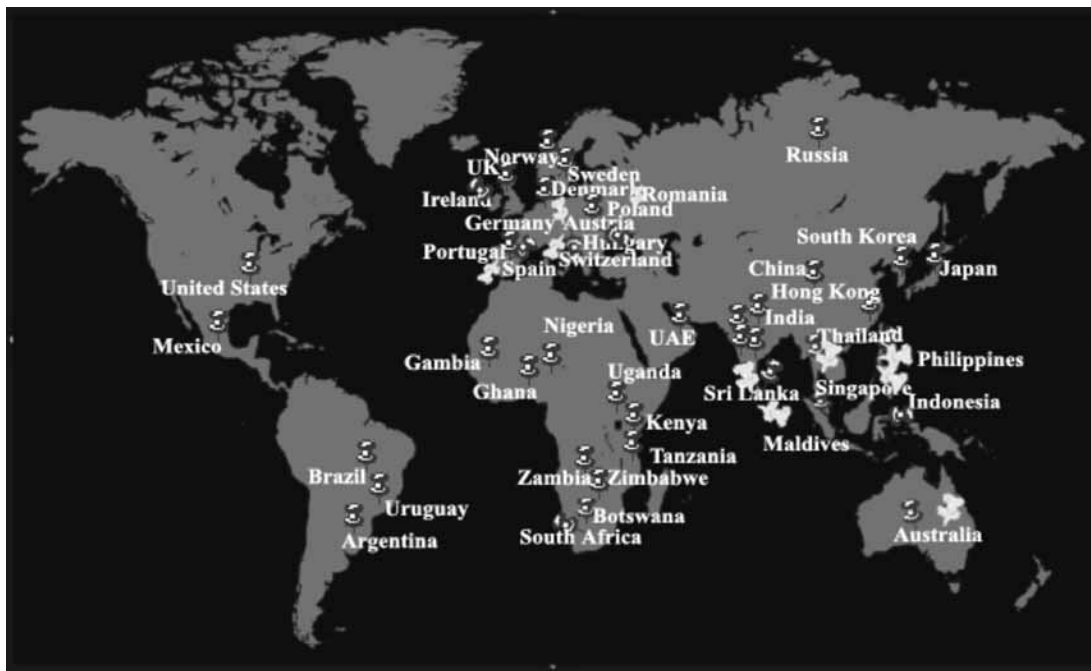 Norway
UK
Sweden
Russia
Ireland
Denmark
Romania
Poland
Germany Austria
Portugal
Hungary
South Korea
Spain
Switzerland
China
Japan
United States
Hong Kong
India
Mexico
Nigeria
UAE
Thailand
Gambia
Philippines
Ghana
Uganda
Sri Lanka
Singapore
Indonesia
Kenya
Maldives
Tanzania
Brazil
Zambia
Zimbabwe
Uruguay
Botswana
South Africa
Australia
Argentina